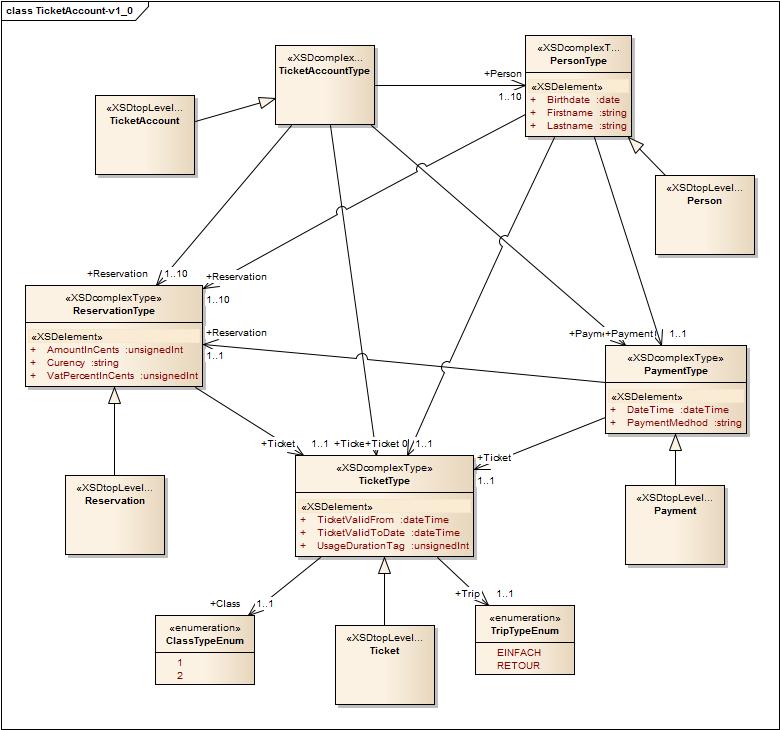 class TicketAccount-v1_0
«XSDcomplex...
TicketAccountType
«XSDcomplexT...
PersonType
«XSDelement»
+ Birthdate :date
+ Firstname :string
+ Lastname :string
+Person
1..10
«XSDtopLevel...
TicketAccount
«XSDtopLevel...
Person
+Reservation
1..10
+Reservation
1..10
«XSDcomplexType»
ReservationType
«XSDelement»
+ AmountInCents :unsignedInt
+ Curency :string
+ VatPercentInCents :unsignedInt
+Reservation
1..1
+Payment
1..1
«XSDcomplexType»
PaymentType
«XSDelement»
+ DateTime :dateTime
+ PaymentMedhod :string
+Ticket
1..1
+Ticket
1..1
+Ticket
1..1
«XSDcomplexType»
TicketType
«XSDelement»
+ TicketValidFrom :dateTime
+ TicketValidToDate :dateTime
+ UsageDurationTag :unsignedInt
«XSDtopLevel...
Reservation
«XSDtopLevel...
Payment
+Class
1..1
+Trip
1..1
«enumeration»
ClassTypeEnum
1
2
«XSDtopLevel...
Ticket
«enumeration»
TripTypeEnum
EINFACH
RETOUR